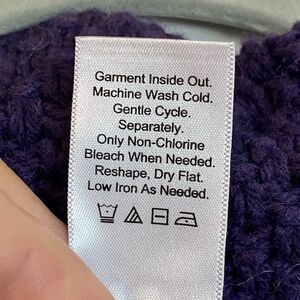 Garment Inside Out.
Machine Wash Cold.
Gentle Cycle.
Separately.
Only Non-Chlorine
Bleach When Needed.
Reshape, Dry Flat.
Low Iron As Needed.